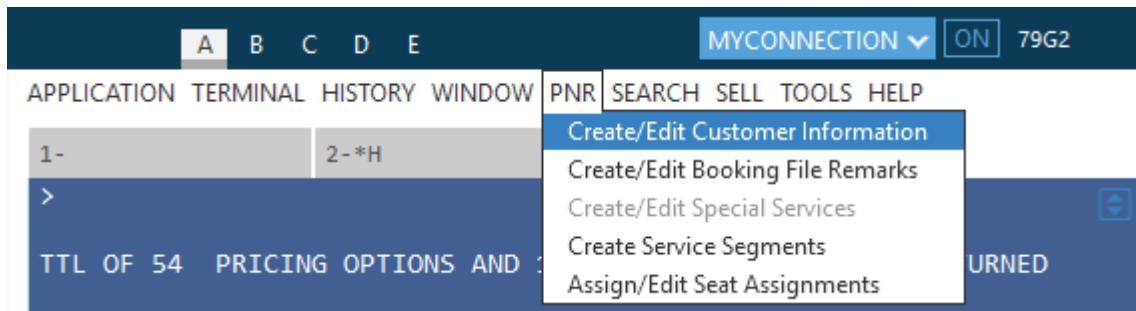 A B C D E MYCONNECTION ON 79G2
APPLICATION TERMINAL HISTORY WINDOW PNR SEARCH SELL TOOLS HELP
Create/Edit Customer Information
1- 2-*H
Create/Edit Booking File Remarks
>
Create/Edit Special Services
Create Service Segments
TTL OF 54 PRICING OPTIONS AND URNED
Assign/Edit Seat Assignments